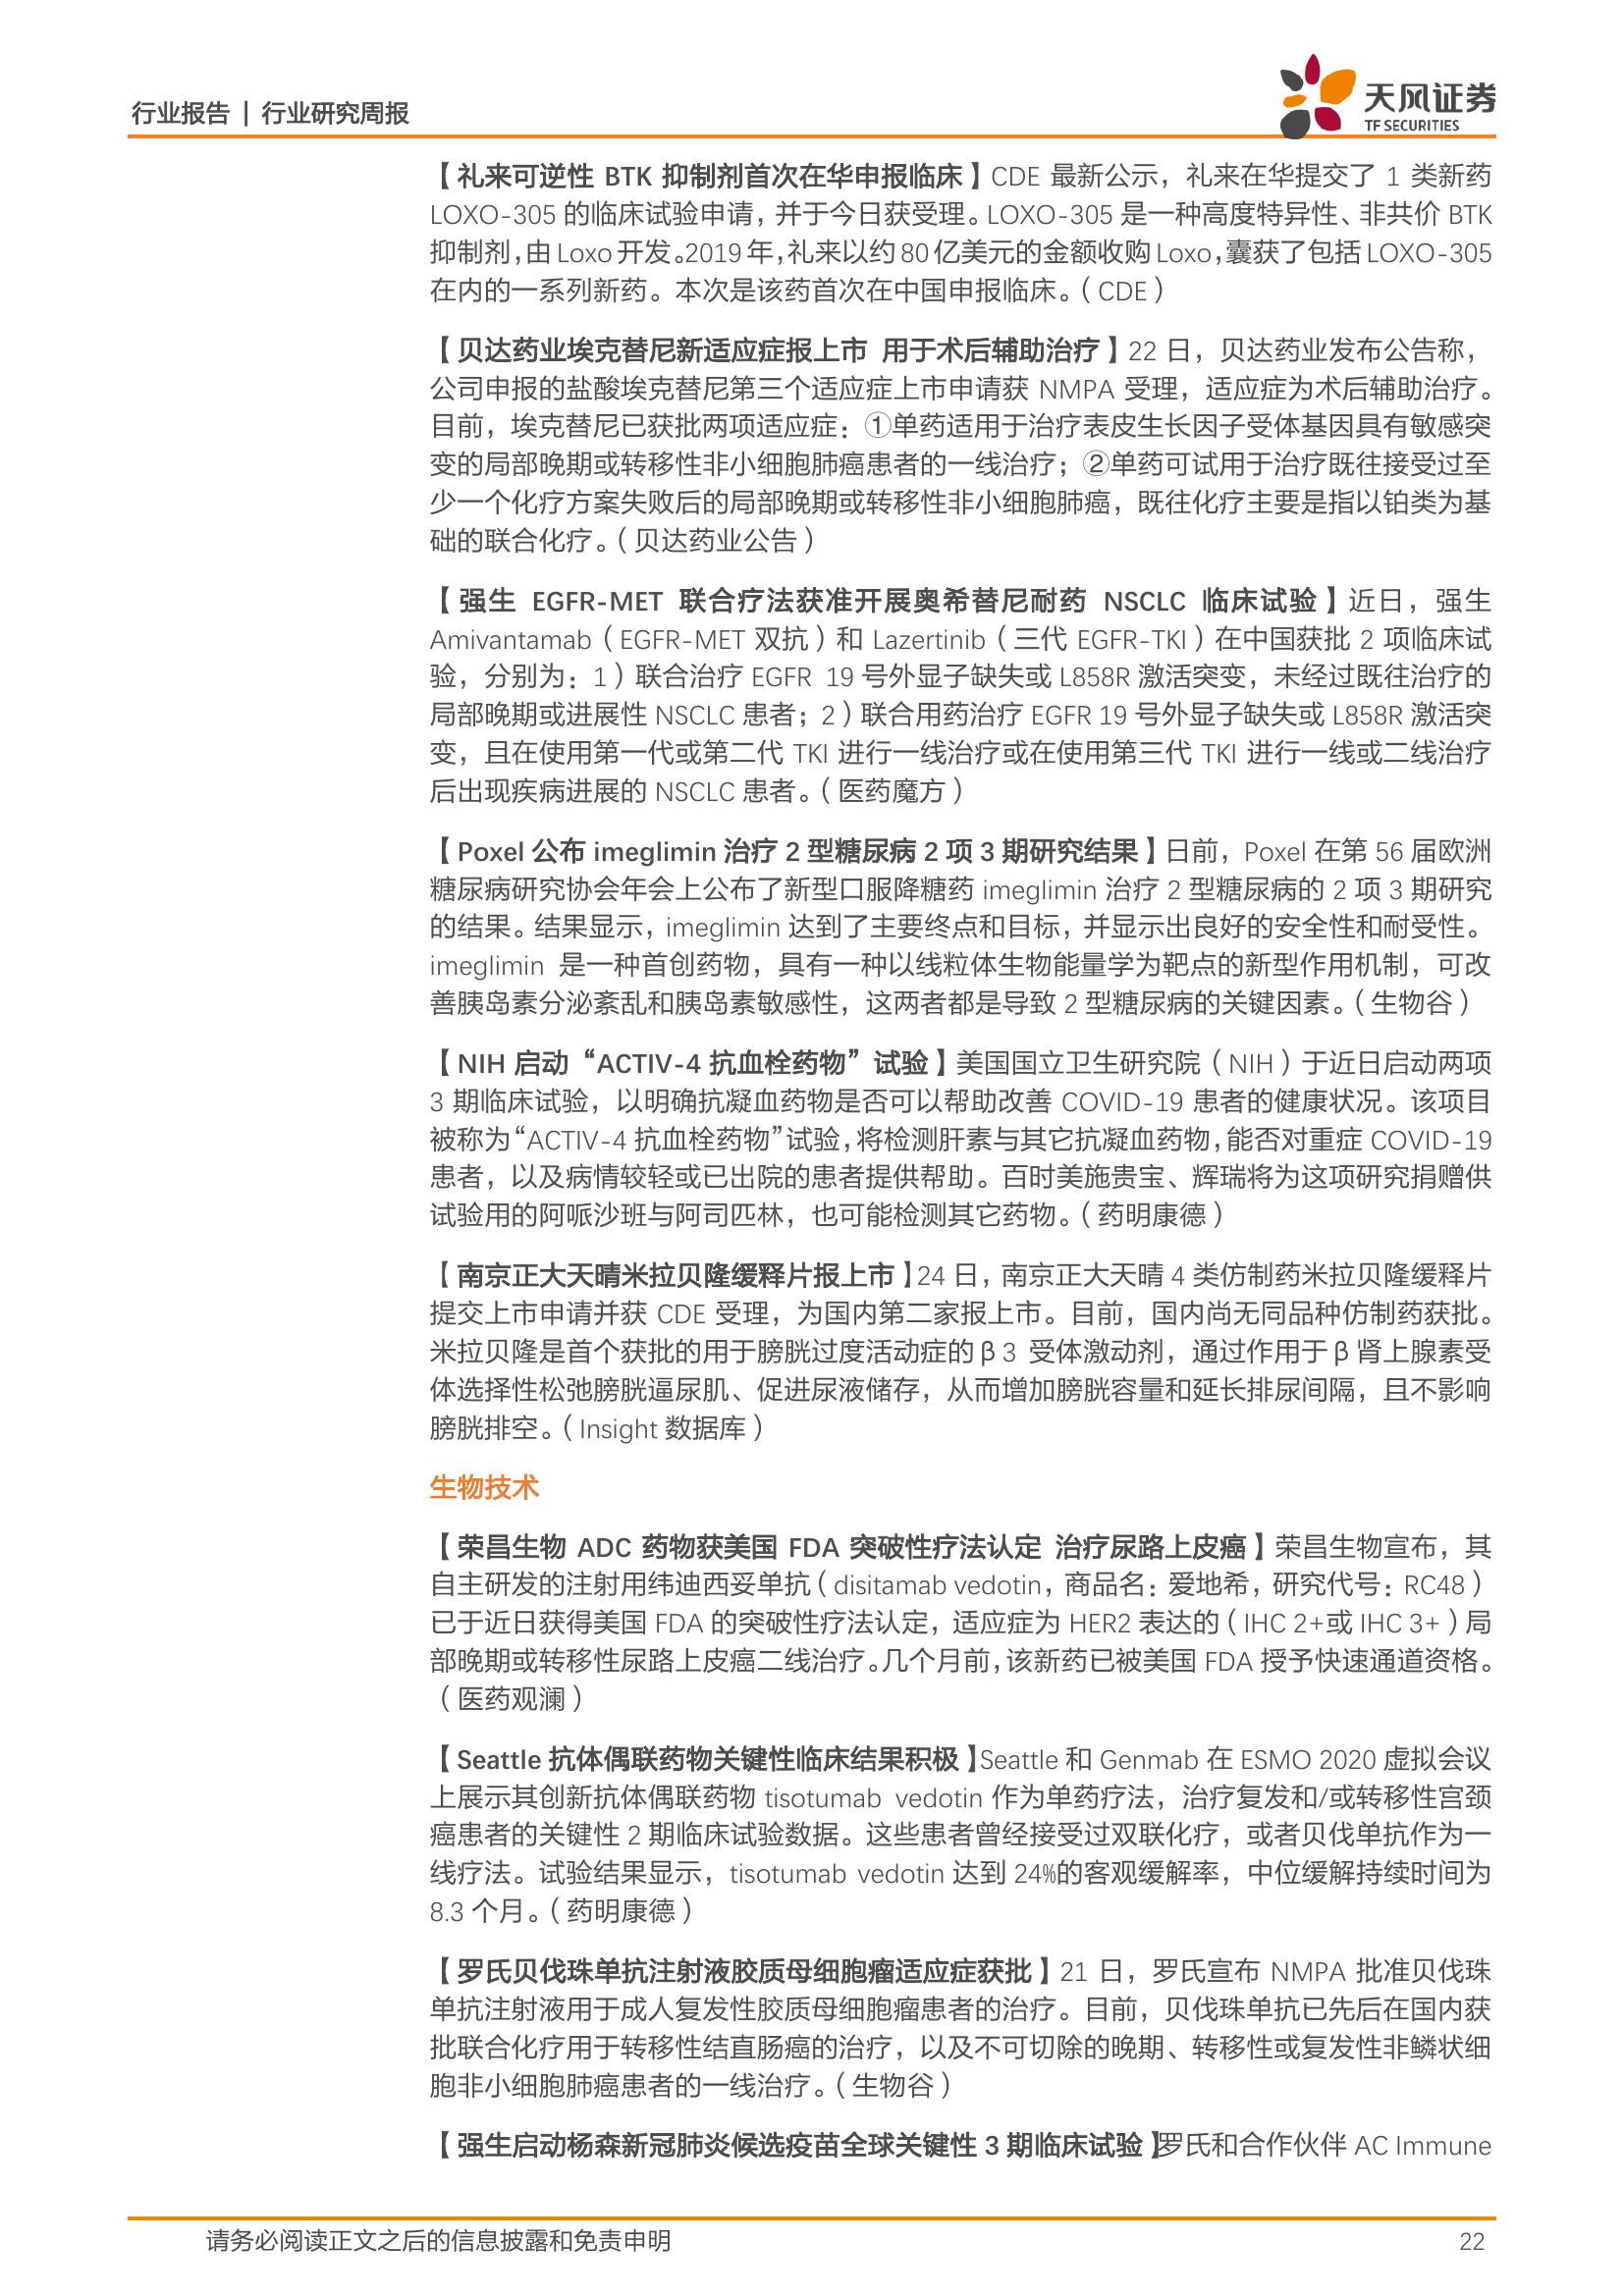 行业报告 | 行业研究周报
天风证券
TF SECURITIES
【礼来可逆性 BTK 抑制剂首次在华申报临床】CDE 最新公示，礼来在华提交了 1 类新药
LOXO-305 的临床试验申请，并于今日获受理。LOXO-305 是一种高度特异性、非共价 BTK
抑制剂，由 Loxo 开发。2019 年，礼来以约 80 亿美元的金额收购 Loxo，囊获了包括 LOXO-305
在内的一系列新药。本次是该药首次在中国申报临床。（CDE）
【贝达药业埃克替尼新适应症报上市 用于术后辅助治疗】22 日，贝达药业发布公告称，
公司申报的盐酸埃克替尼第三个适应症上市申请获 NMPA 受理，适应症为术后辅助治疗。
目前，埃克替尼已获批两项适应症：①单药适用于治疗表皮生长因子受体基因具有敏感突
变的局部晚期或转移性非小细胞肺癌患者的一线治疗；②单药可试用于治疗既往接受过至
少一个化疗方案失败后的局部晚期或转移性非小细胞肺癌，既往化疗主要是指以铂类为基
础的联合化疗。（贝达药业公告）
【强生 EGFR-MET 联合疗法获准开展奥希替尼耐药 NSCLC 临床试验】近日，强生
Amivantamab（EGFR-MET 双抗）和 Lazertinib（三代 EGFR-TKI）在中国获批 2 项临床试
验，分别为：1）联合治疗 EGFR 19 号外显子缺失或 L858R 激活突变，未经过既往治疗的
局部晚期或进展性 NSCLC 患者；2）联合用药治疗 EGFR 19 号外显子缺失或 L858R 激活突
变，且在使用第一代或第二代 TKI 进行一线治疗或在使用第三代 TKI 进行一线或二线治疗
后出现疾病进展的 NSCLC 患者。（医药魔方）
【Poxel 公布 imeglimin 治疗 2 型糖尿病 2 项 3 期研究结果】日前，Poxel 在第 56 届欧洲
糖尿病研究协会年会上公布了新型口服降糖药 imeglimin 治疗 2 型糖尿病的 2 项 3 期研究
的结果。结果显示，imeglimin 达到了主要终点和目标，并显示出良好的安全性和耐受性。
imeglimin 是一种首创药物，具有一种以线粒体生物能量学为靶点的新型作用机制，可改
善胰岛素分泌紊乱和胰岛素敏感性，这两者都是导致 2 型糖尿病的关键因素。（生物谷）
【NIH 启动“ACTIV-4 抗血栓药物”试验】美国国立卫生研究院（NIH）于近日启动两项
3 期临床试验，以明确抗凝血药物是否可以帮助改善 COVID-19 患者的健康状况。该项目
被称为“ACTIV-4 抗血栓药物”试验，将检测肝素与其它抗凝血药物，能否对重症 COVID-19
患者，以及病情较轻或已出院的患者提供帮助。百时美施贵宝、辉瑞将为这项研究捐赠供
试验用的阿哌沙班与阿司匹林，也可能检测其它药物。（药明康德）
【南京正大天晴米拉贝隆缓释片报上市】24 日，南京正大天晴 4 类仿制药米拉贝隆缓释片
提交上市申请并获 CDE 受理，为国内第二家报上市。目前，国内尚无同品种仿制药获批。
米拉贝隆是首个获批的用于膀胱过度活动症的 β 3 受体激动剂，通过作用于 β 肾上腺素受
体选择性松弛膀胱逼尿肌、促进尿液储存，从而增加膀胱容量和延长排尿间隔，且不影响
膀胱排空。（Insight 数据库）
生物技术
【荣昌生物 ADC 药物获美国 FDA 突破性疗法认定 治疗尿路上皮癌】荣昌生物宣布，其
自主研发的注射用纬迪西妥单抗（disitamab vedotin，商品名：爱地希，研究代号：RC48）
已于近日获得美国 FDA 的突破性疗法认定，适应症为 HER2 表达的（IHC 2+或 IHC 3+）局
部晚期或转移性尿路上皮癌二线治疗。几个月前，该新药已被美国 FDA 授予快速通道资格。
（医药观澜）
【Seattle 抗体偶联药物关键性临床结果积极】Seattle 和 Genmab 在 ESMO 2020 虚拟会议
上展示其创新抗体偶联药物 tisotumab vedotin 作为单药疗法，治疗复发和/或转移性宫颈
癌患者的关键性 2 期临床试验数据。这些患者曾经接受过双联化疗，或者贝伐单抗作为一
线疗法。试验结果显示，tisotumab vedotin 达到 24%的客观缓解率，中位缓解持续时间为
8.3 个月。（药明康德）
【罗氏贝伐珠单抗注射液胶质母细胞瘤适应症获批】21 日，罗氏宣布 NMPA 批准贝伐珠
单抗注射液用于成人复发性胶质母细胞瘤患者的治疗。目前，贝伐珠单抗已先后在国内获
批联合化疗用于转移性结直肠癌的治疗，以及不可切除的晚期、转移性或复发性非鳞状细
胞非小细胞肺癌患者的一线治疗。（生物谷）
【强生启动杨森新冠肺炎候选疫苗全球关键性 3 期临床试验】罗氏和合作伙伴 AC Immune
请务必阅读正文之后的信息披露和免责申明
22